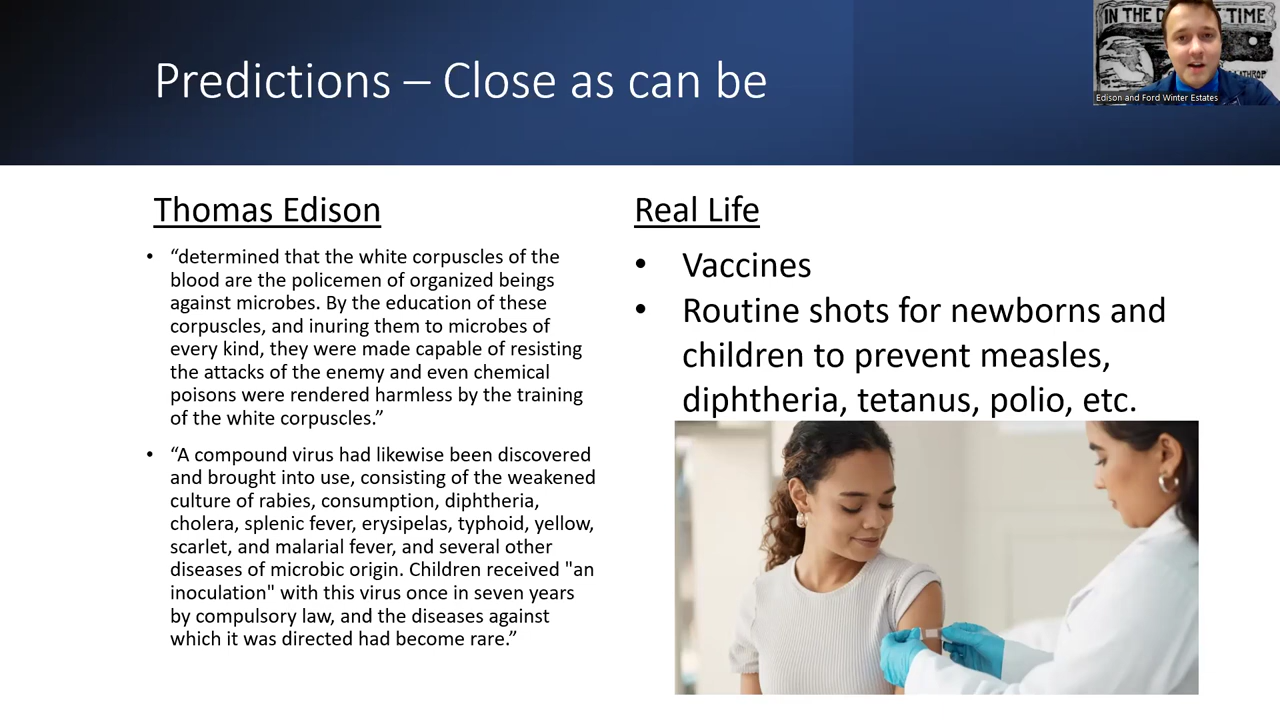 Predictions – Close as can be
IN THE D
TIME
LATHROP
Edison and Ford Winter Estates
Thomas Edison
• “determined that the white corpuscles of the
blood are the policemen of organized beings
against microbes. By the education of these
corpuscles, and inuring them to microbes of
every kind, they were made capable of resisting
the attacks of the enemy and even chemical
poisons were rendered harmless by the training
of the white corpuscles.”
• “A compound virus had likewise been discovered
and brought into use, consisting of the weakened
culture of rabies, consumption, diphtheria,
cholera, splenic fever, erysipelas, typhoid, yellow,
scarlet, and malarial fever, and several other
diseases of microbic origin. Children received "an
inoculation" with this virus once in seven years
by compulsory law, and the diseases against
which it was directed had become rare.”
Real Life
• Vaccines
• Routine shots for newborns and
children to prevent measles,
diphtheria, tetanus, polio, etc.